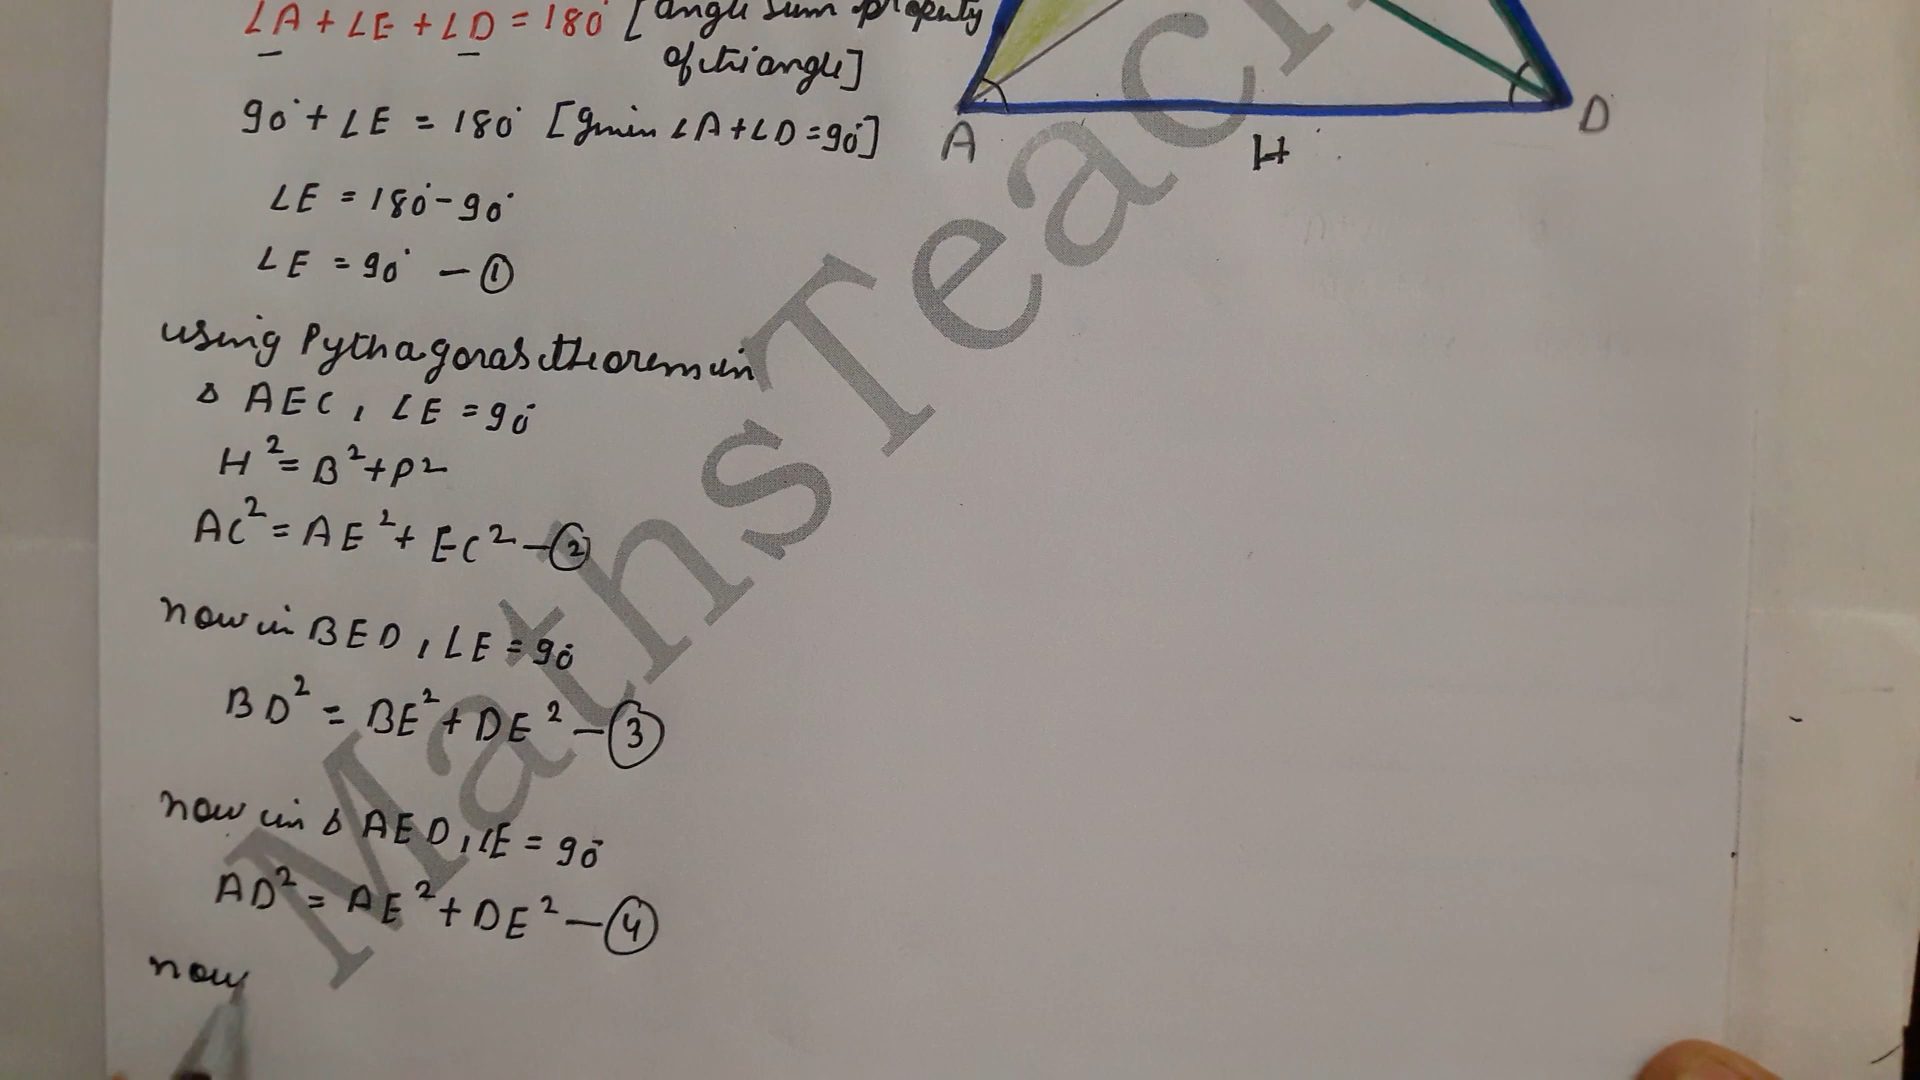 ∠A + ∠E + ∠D = 180° [angle sum property
of triangle]
90° + ∠E = 180° [given ∠A + ∠D = 90°]
∠E = 180° - 90°
∠E = 90° - ①
using Pythagoras theorem in
Δ AEC, ∠E = 90°
H² = B² + P²
AC² = AE² + EC² - ②
now in BED, ∠E = 90°
BD² = BE² + DE² - ③
now in Δ AED, ∠E = 90°
AD² = AE² + DE² - ④
now
A
H
D
MathsTeac